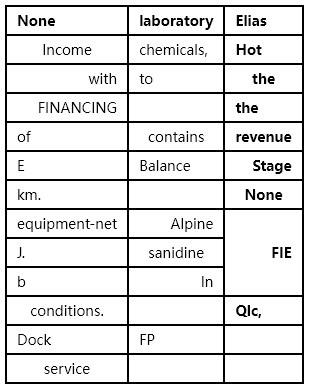 None laboratory Elias
Income chemicals, Hot
with to the
FINANCING the
of contains revenue
E Balance Stage
km. None
equipment-net Alpine
J. sanidine FIE
b In
conditions. Qlc,
Dock FP
service